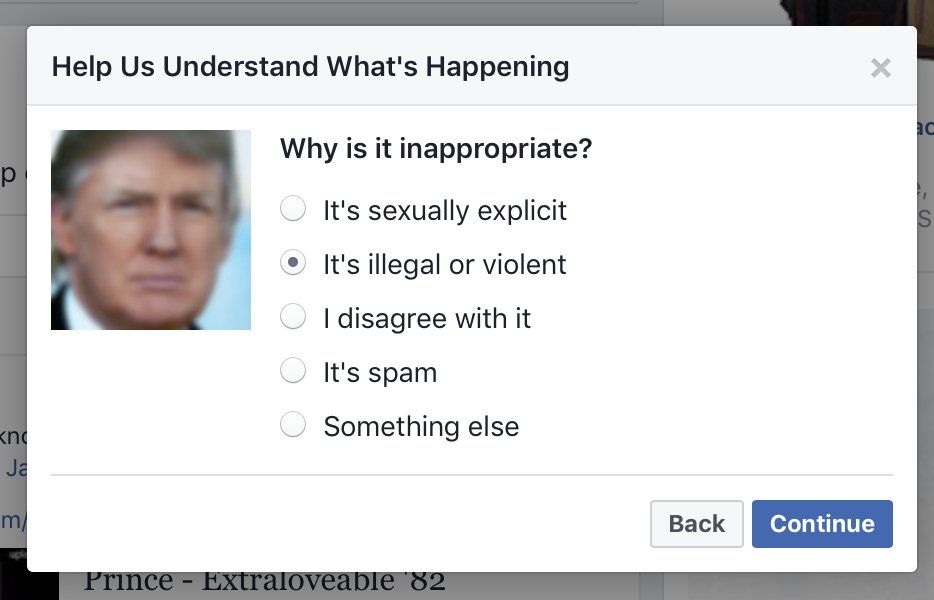 Help Us Understand What's Happening
×
Why is it inappropriate?
It's sexually explicit
It's illegal or violent
I disagree with it
It's spam
Something else
Back
Continue
Prince - Extraloveable '82